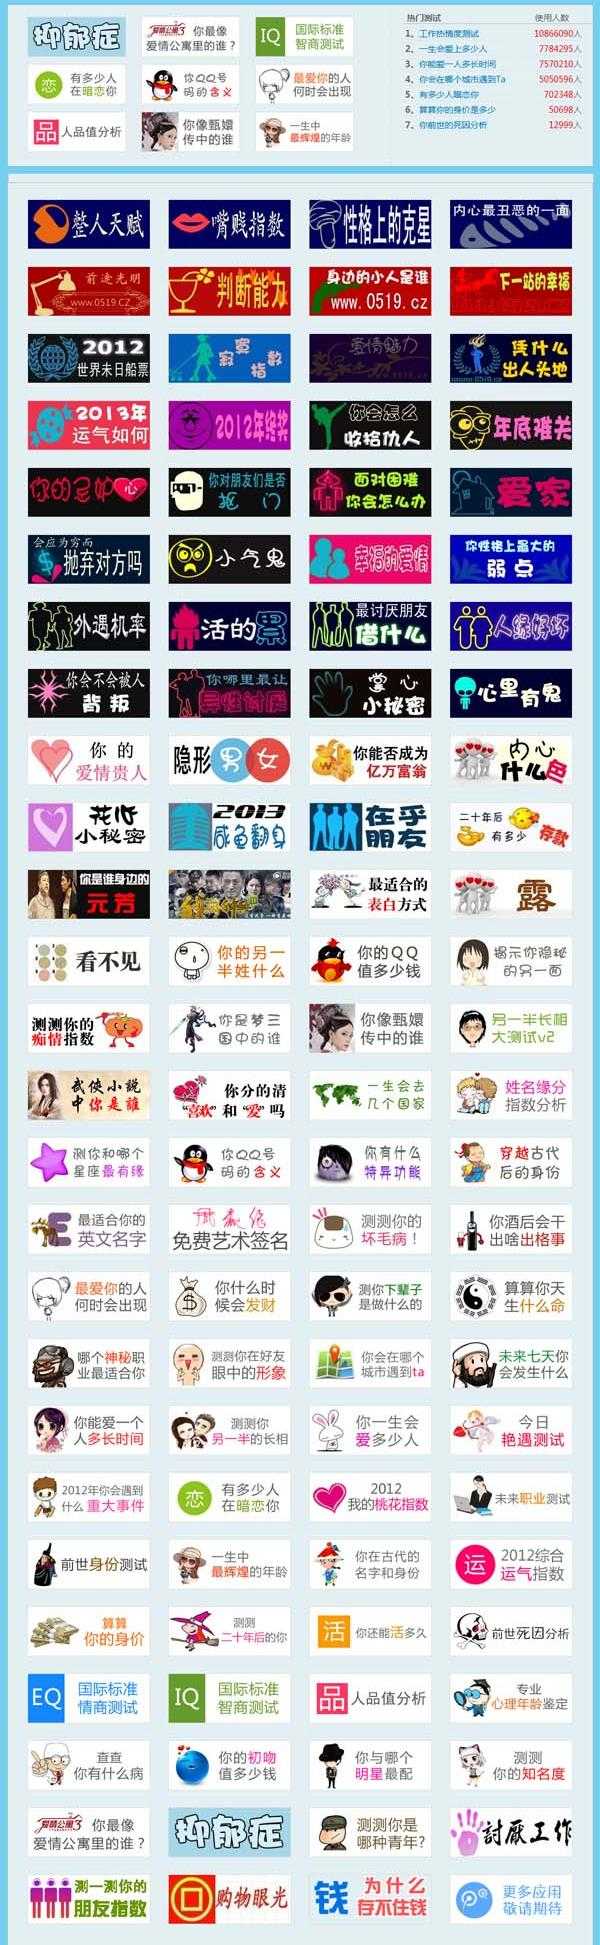 抑郁症
爱情公寓3 你最像
爱情公寓里的谁？
IQ 国际标准
智商测试
恋 有多少人
在暗恋你
你QQ号
码的含义
最爱你的人
何时会出现
品 人品值分析
你像甄嬛
传中的谁
一生中
最辉煌的年龄
热门测试 使用人数
1、工作热情度测试 10866090人
2、一生会爱上多少人 7784295人
3、你能爱一人多长时间 7570210人
4、你会在哪个城市遇到Ta 5050596人
5、有多少人暗恋你 702348人
6、算算你的身价是多少 50698人
7、你前世的死因分析 12999人
整人天赋
嘴贱指数
性格上的克星
内心最丑恶的一面
前途光明
www.0519.CZ
判断能力
身边的小人是谁
www.0519.cz
下一站的幸福
2012
世界末日船票
寂寞
指数
爱情魅力
凭什么
出人头地
2013年
运气如何
2012年终奖
你会怎么
收拾仇人
年底难关
你的忌妒心
你对朋友们是否
抠门
面对困难
你会怎么办
爱家
会应为穷而
抛弃对方吗
小气鬼
幸福的爱情
你性格上最大的
弱点
外遇机率
活的累
最讨厌朋友
借什么
人缘好坏
你会不会被人
背叛
你哪里最让
异性讨厌
掌心
小秘密
心里有鬼
你的
爱情贵人
隐形男女
你能否成为
亿万富翁
内心
什么色
花心
小秘密
2013
咸鱼翻身
在乎
朋友
二十年后
有多少 存款
你是谁身边的
元芳
最适合的
表白方式
露
看不见
你的另一
半姓什么
你的QQ
值多少钱
揭示你隐秘
的另一面
测测你的
痴情指数
你是梦三
国中的谁
你像甄嬛
传中的谁
另一半长相
大测试v2
武侠小説
中你是誰
你分的清
“喜欢”和“爱”吗
一生会去
几个国家
姓名缘分
指数分析
测你和哪个
星座最有缘
你QQ号
码的含义
你有什么
特异功能
穿越古代
后的身份
最适合你的
英文名字
免费艺术签名
测测你的
坏毛病！
你酒后会干
出啥出格事
最爱你的人
何时会出现
你什么时
候会发财
测你下辈子
是做什么的
算算你天
生什么命
哪个神秘职
业最适合你
测测你在好友
眼中的形象
你会在哪个
城市遇到ta
未来七天你
会发生什么
你能爱一个
人多长时间
测测你
另一半的长相
你一生会
爱多少人
今日
艳遇测试
2012年你会遇到
什么重大事件
恋 有多少人
在暗恋你
2012
我的桃花指数
未来职业测试
前世身份测试
一生中
最辉煌的年龄
你在古代的
名字和身份
运 2012综合
运气指数
算算
你的身价
测测
二十年后的你
活 你还能活多久
前世死因分析
EQ 国际标准
情商测试
IQ 国际标准
智商测试
品 人品值分析
专业
心理年龄鉴定
查查
你有什么病
你的初吻
值多少钱
你与哪个
明星最配
测测
你的知名度
爱情公寓3 你最像
爱情公寓里的谁？
抑郁症
测测你是
哪种青年?
討厭工作
测一测你的
朋友指数
购物眼光
钱 为什么
存不住钱
更多应用
敬请期待